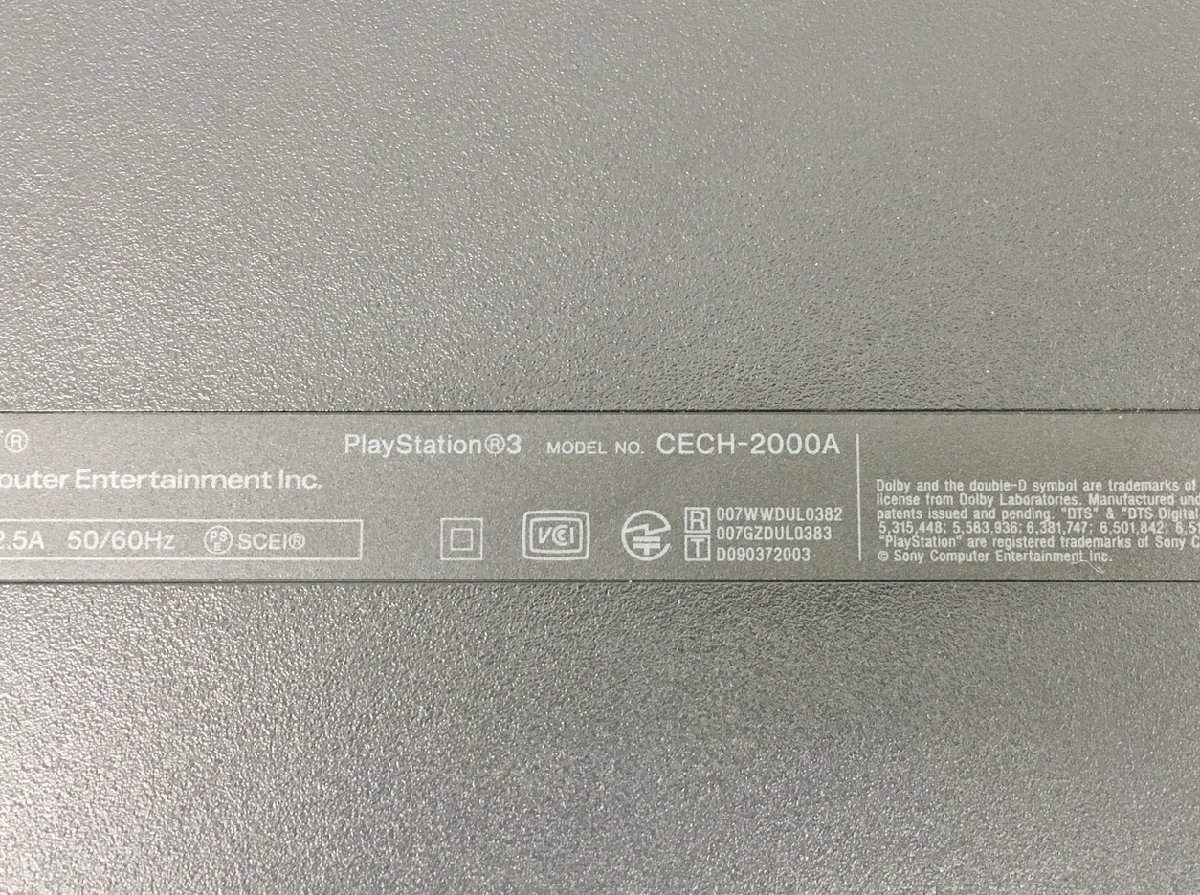 ®
PlayStation®3 MODEL NO. CECH-2000A
outer Entertainment Inc.
2.5A 50/60Hz PSE SCEI®
VCCI
R 007WWDUL0382
007GZDUL0383
T D090372003
Dolby and the double-D symbol are trademarks of
license from Dolby Laboratories. Manufactured und
patents issued and pending. "DTS" & "DTS Digital
5,315,448; 5,583,936; 6,381,747; 6,501,842; 6,5
"PlayStation" are registered trademarks of Sony C
© Sony Computer Entertainment Inc.